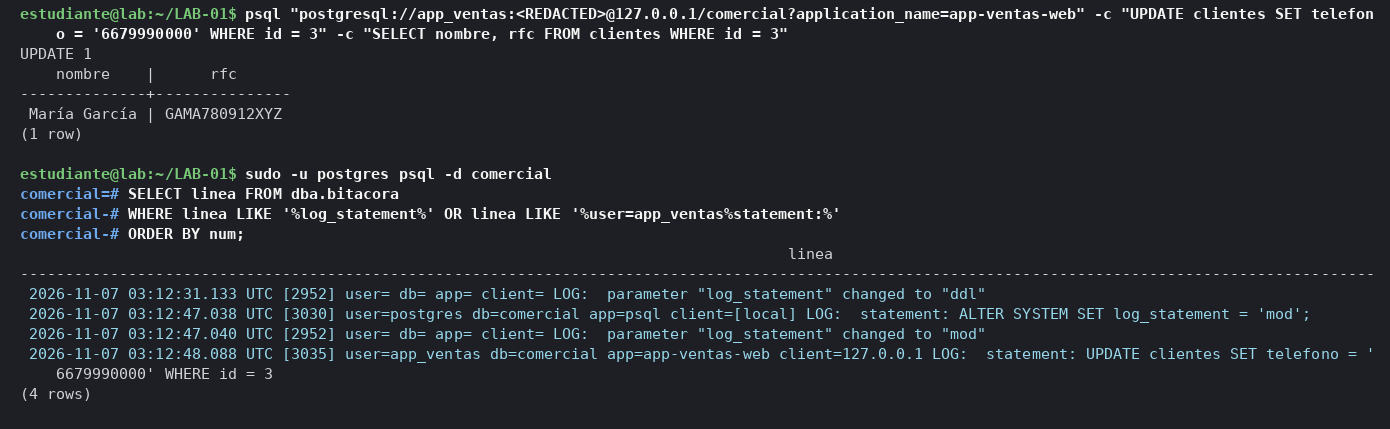 estudiante@lab:~/LAB-01$ psql "postgresql://app_ventas:<REDACTED>@127.0.0.1/comercial?application_name=app-ventas-web" -c "UPDATE clientes SET telefon
    o = '6679990000' WHERE id = 3" -c "SELECT nombre, rfc FROM clientes WHERE id = 3"
UPDATE 1
    nombre    |      rfc
--------------+---------------
 María García | GAMA780912XYZ
(1 row)

estudiante@lab:~/LAB-01$ sudo -u postgres psql -d comercial
comercial=# SELECT linea FROM dba.bitacora
comercial-# WHERE linea LIKE '%log_statement%' OR linea LIKE '%user=app_ventas%statement:%'
comercial-# ORDER BY num;
                                                                                     linea
------------------------------------------------------------------------------------------------------------------------------------------------------
 2026-11-07 03:12:31.133 UTC [2952] user= db= app= client= LOG:  parameter "log_statement" changed to "ddl"
 2026-11-07 03:12:47.038 UTC [3030] user=postgres db=comercial app=psql client=[local] LOG:  statement: ALTER SYSTEM SET log_statement = 'mod';
 2026-11-07 03:12:47.040 UTC [2952] user= db= app= client= LOG:  parameter "log_statement" changed to "mod"
 2026-11-07 03:12:48.088 UTC [3035] user=app_ventas db=comercial app=app-ventas-web client=127.0.0.1 LOG:  statement: UPDATE clientes SET telefono = '
    6679990000' WHERE id = 3
(4 rows)